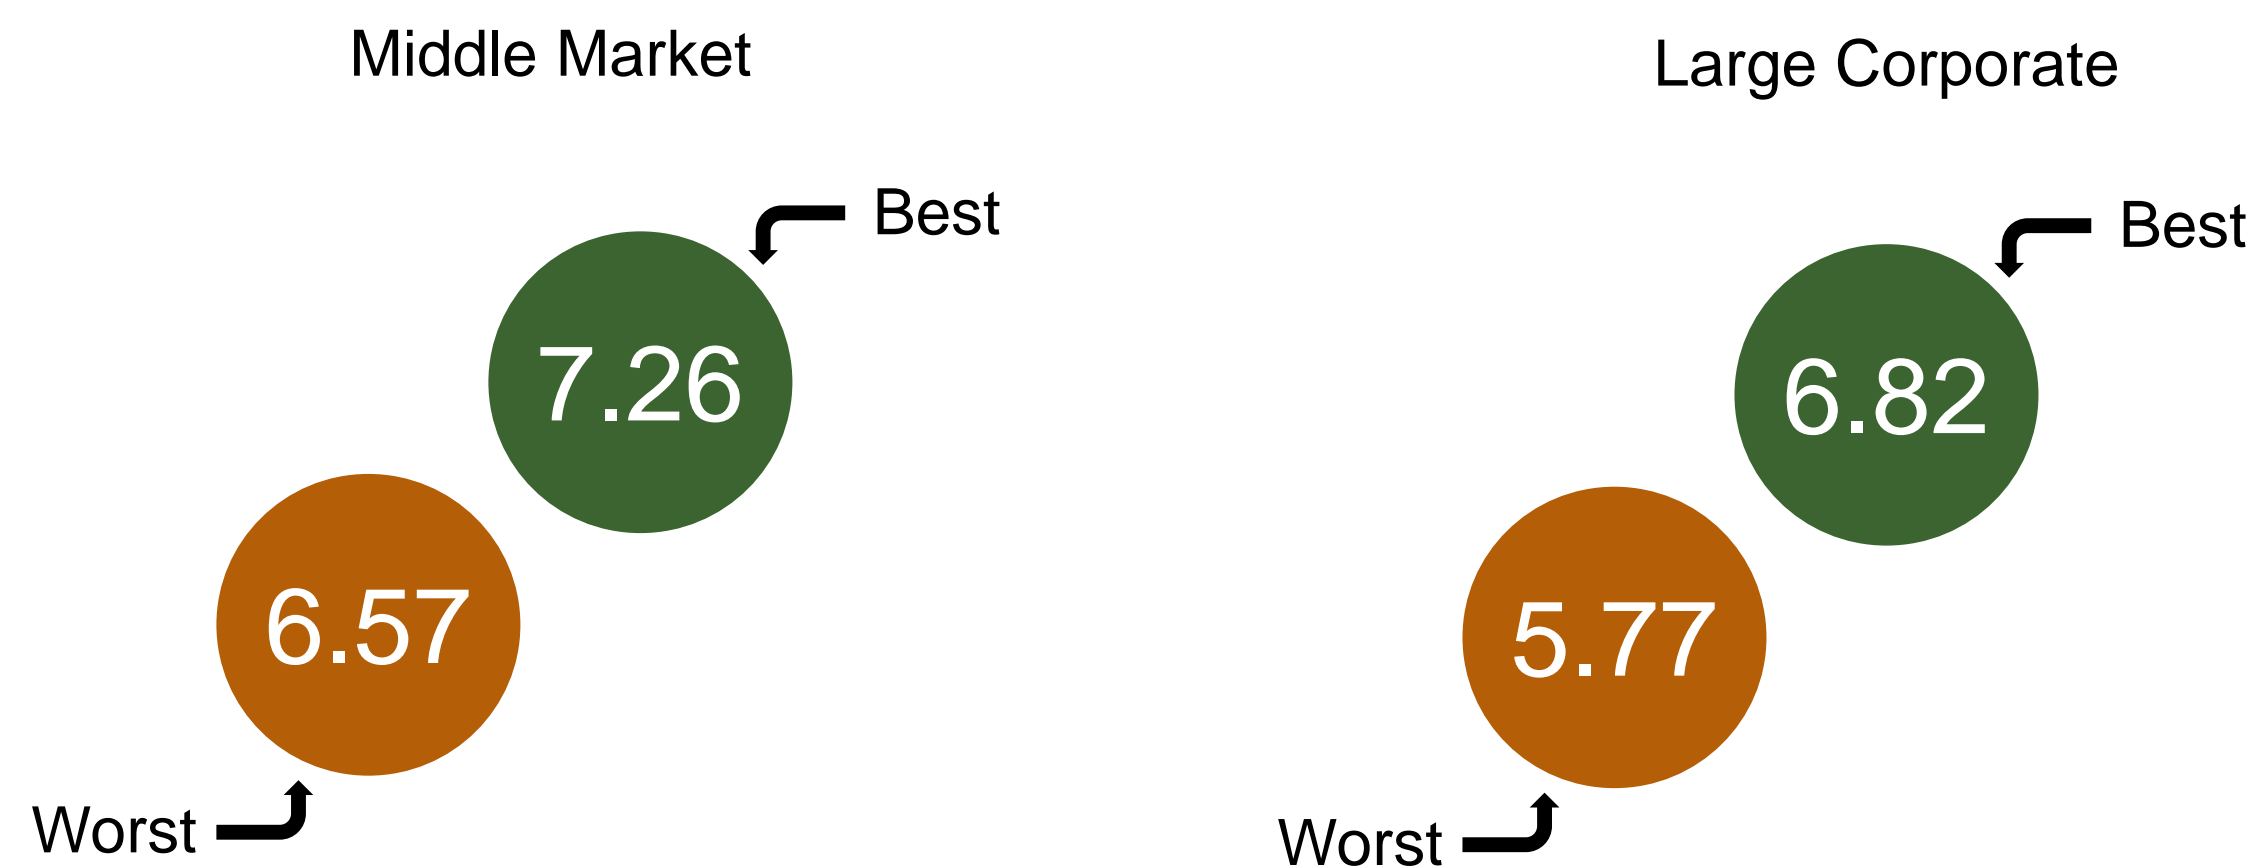 Middle Market
Best
7.26
6.57
Worst
Large Corporate
Best
6.82
5.77
Worst